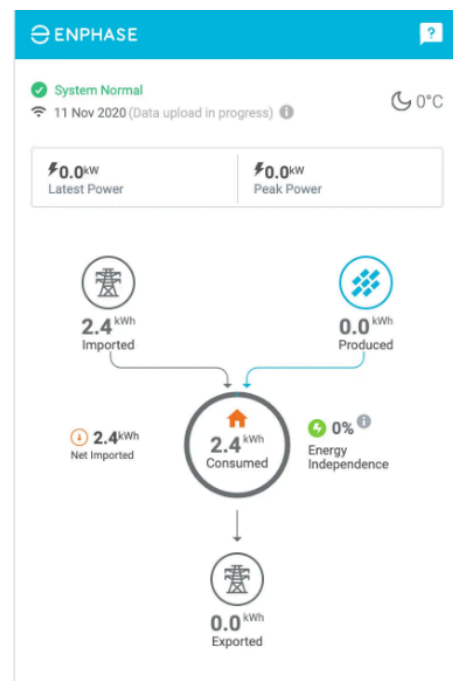 ENPHASE
?
System Normal
11 Nov 2020 (Data upload in progress) i
0°C
0.0kW
Latest Power
0.0kW
Peak Power
2.4 kWh
Imported
0.0 kWh
Produced
2.4kWh
Net Imported
2.4 kWh
Consumed
0% i
Energy
Independence
0.0 kWh
Exported